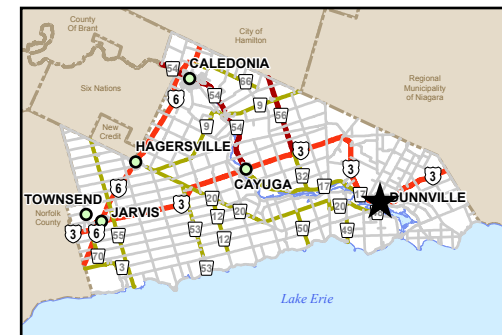 County
Of Brant
City of
Hamilton
CALEDONIA
54
6
54
56
Six Nations
Regional
Municipality
of Niagara
9
56
New
Credit
9
54
HAGERSVILLE
3
3
3
6
CAYUGA
32
17
17
TOWNSEND
3
20
DUNNVILLE
Norfolk
County
JARVIS
20
20
3
6
55
53
12
12
50
49
70
3
53
Lake Erie